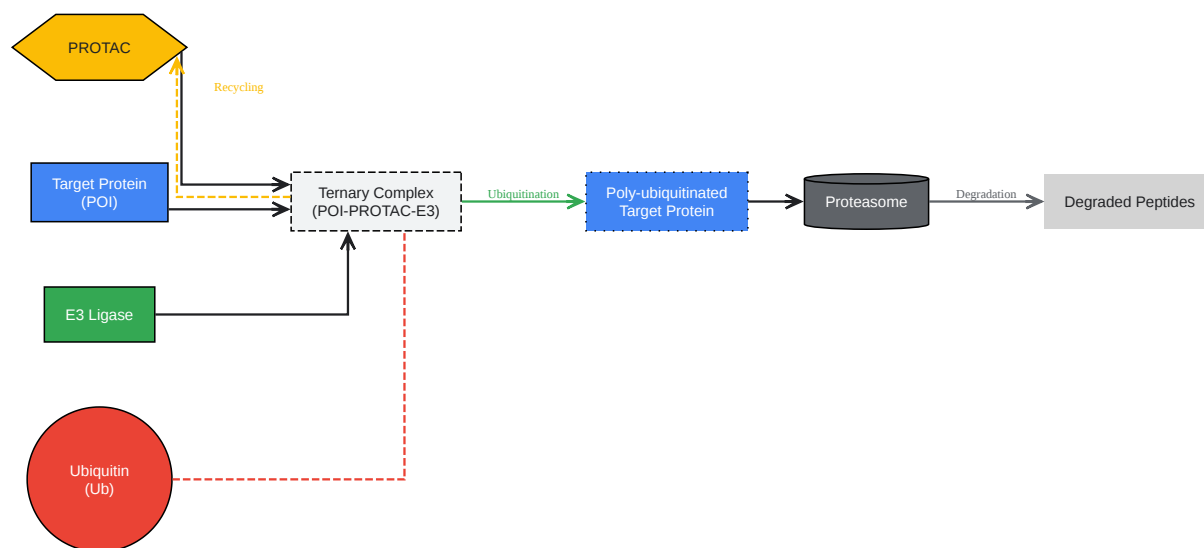 PROTAC
Recycling
Target Protein
(POI)
Ternary Complex
(POI-PROTAC-E3)
Ubiquitination
Poly-ubiquitinated
Target Protein
Proteasome
Degradation
Degraded Peptides
E3 Ligase
Ubiquitin
(Ub)